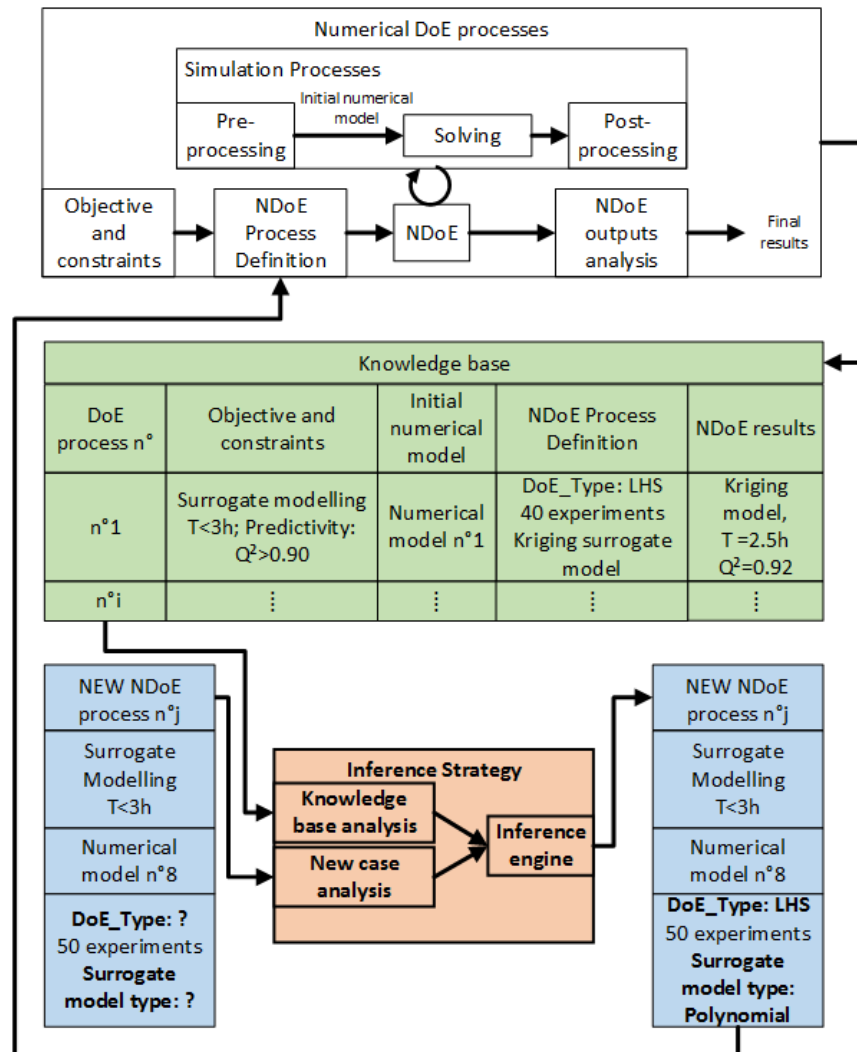 Numerical DoE processes
Simulation Processes
Initial numerical
model
Pre-
processing
Solving
Post-
processing
Objective
and
constraints
NDoE
Process
Definition
NDoE
NDoE
outputs
analysis
Final
results
Knowledge base
DoE
process n°
Objective and
constraints
Initial
numerical
model
NDoE Process
Definition
NDoE results
n°1
Surrogate modelling
T<3h; Predictivity:
Q²>0.90
Numerical
model n°1
DoE_Type: LHS
40 experiments
Kriging surrogate
model
Kriging
model,
T =2.5h
Q²=0.92
n°i
NEW NDoE
process n°j
Surrogate
Modelling
T<3h
Numerical
model n°8
DoE_Type: ?
50 experiments
Surrogate
model type: ?
Inference Strategy
Knowledge
base analysis
New case
analysis
Inference
engine
NEW NDoE
process n°j
Surrogate
Modelling
T<3h
Numerical
model n°8
DoE_Type: LHS
50 experiments
Surrogate
model type:
Polynomial